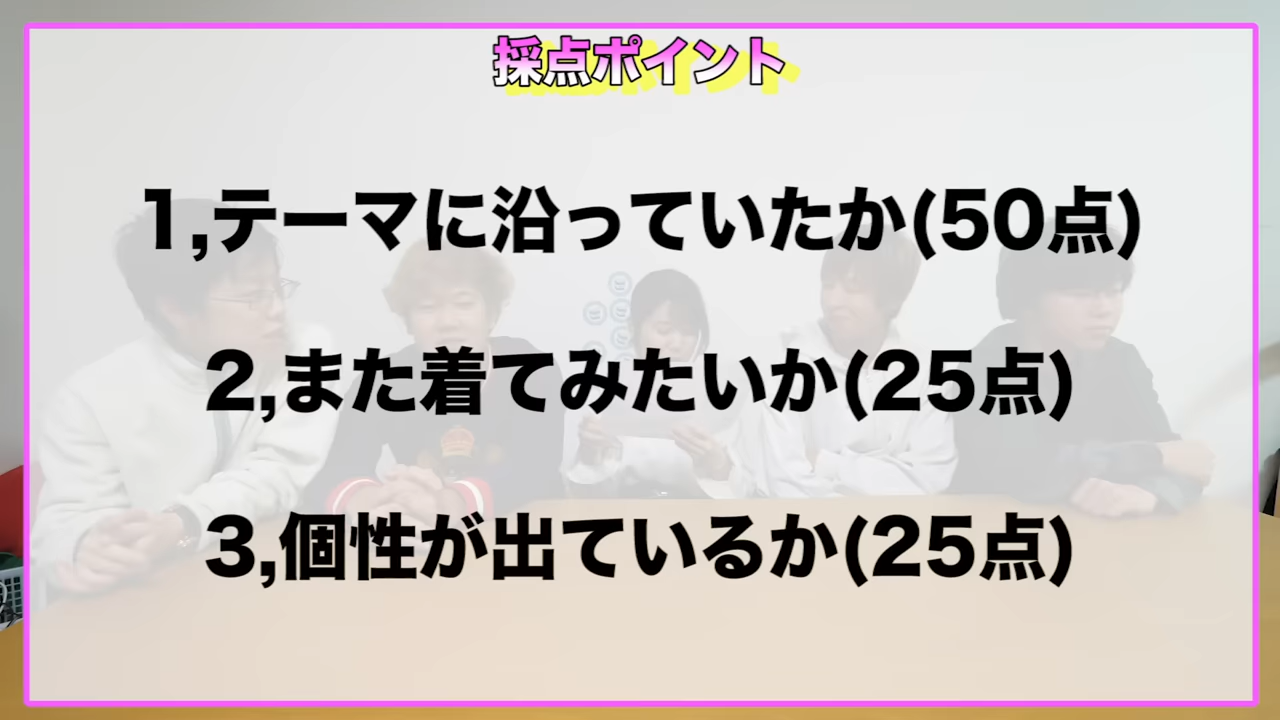 採点ポイント
1,テーマに沿っていたか(50点)
2,また着てみたいか(25点)
3,個性が出ているか(25点)